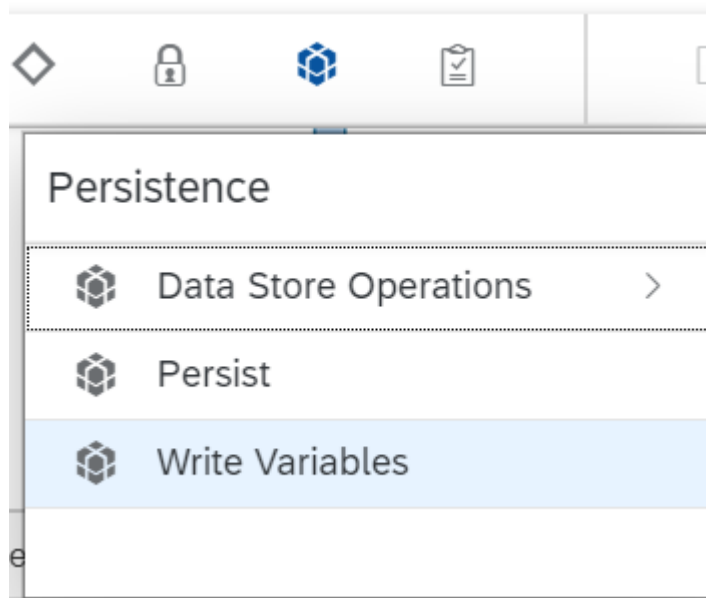 Persistence
Data Store Operations
Persist
Write Variables
e